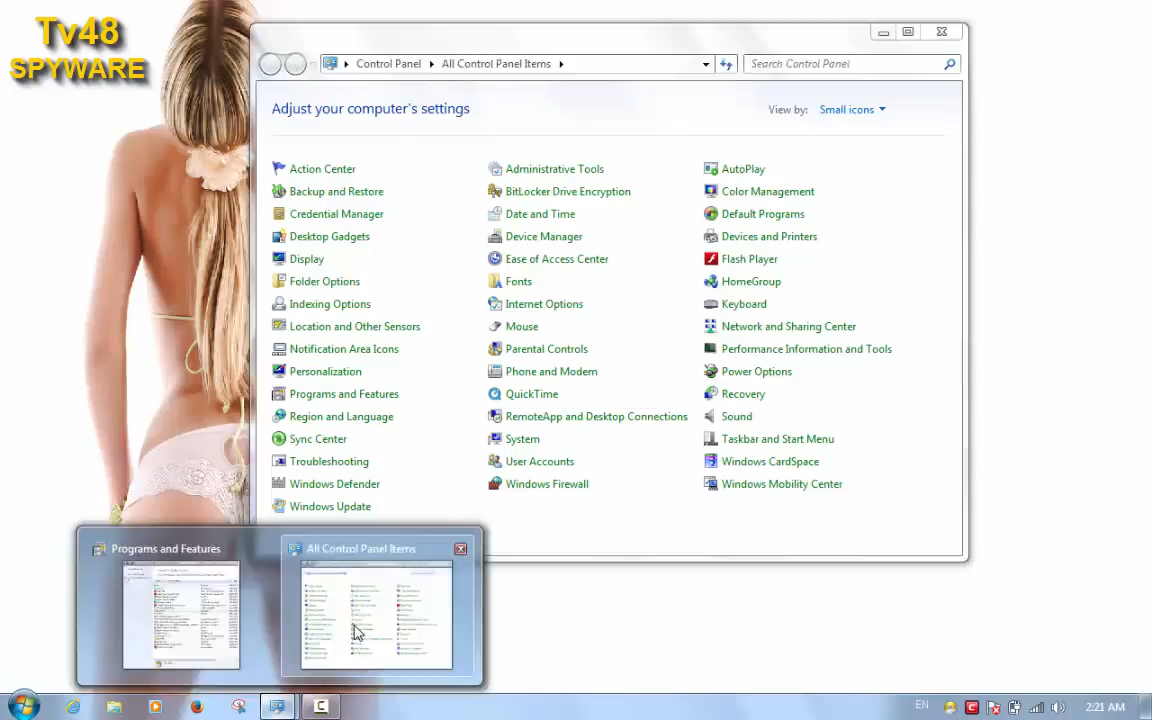 Tv48
SPYWARE
Control Panel
All Control Panel Items
Search Control Panel
Adjust your computer's settings
View by: Small icons
Action Center
Administrative Tools
AutoPlay
Backup and Restore
BitLocker Drive Encryption
Color Management
Credential Manager
Date and Time
Default Programs
Desktop Gadgets
Device Manager
Devices and Printers
Display
Ease of Access Center
Flash Player
Folder Options
Fonts
HomeGroup
Indexing Options
Internet Options
Keyboard
Location and Other Sensors
Mouse
Network and Sharing Center
Notification Area Icons
Parental Controls
Performance Information and Tools
Personalization
Phone and Modem
Power Options
Programs and Features
QuickTime
Recovery
Region and Language
RemoteApp and Desktop Connections
Sound
Sync Center
System
Taskbar and Start Menu
Troubleshooting
User Accounts
Windows CardSpace
Windows Defender
Windows Firewall
Windows Mobility Center
Windows Update
Programs and Features
All Control Panel Items
EN
2:21 AM